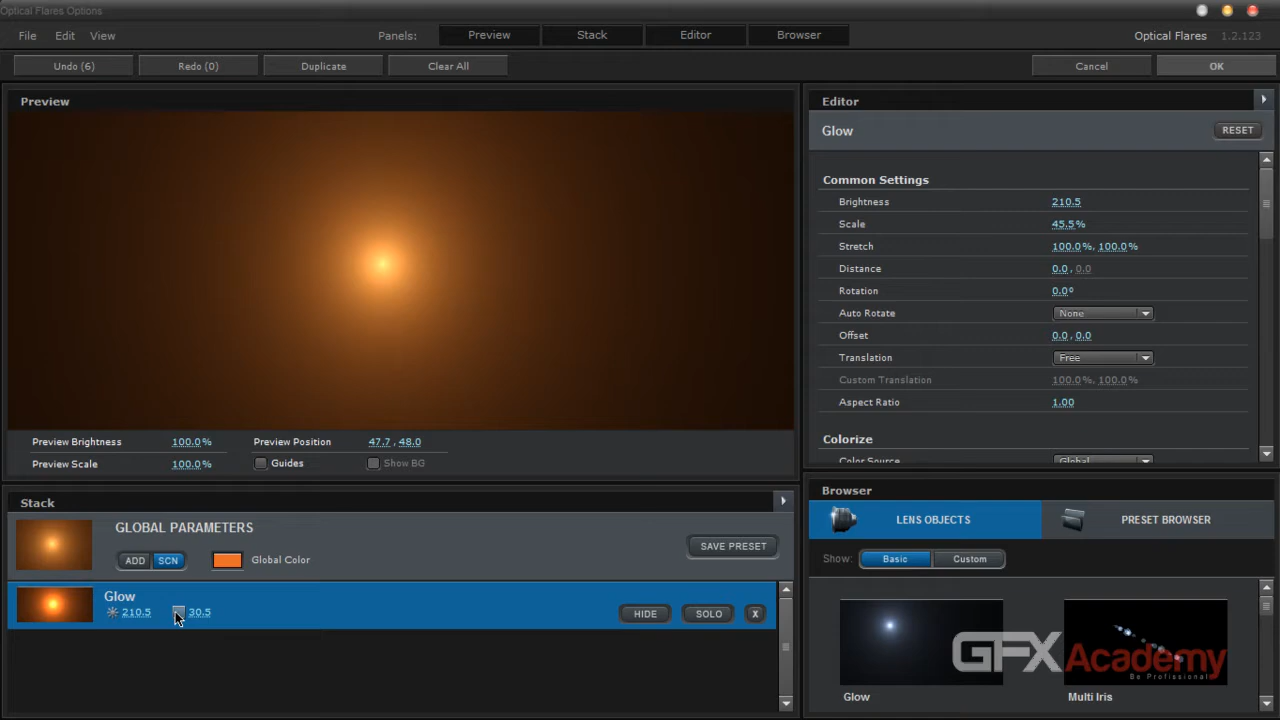 Optical Flares Options
File Edit View Panels: Preview Stack Editor Browser Optical Flares 1.2.123
Undo (6) Redo (0) Duplicate Clear All Cancel OK
Preview
Preview Brightness 100.0% Preview Position 47.7 , 48.0
Preview Scale 100.0% Guides Show BG
Stack
GLOBAL PARAMETERS
ADD SCN Global Color SAVE PRESET
Glow
210.5 30.5 HIDE SOLO X
Editor
Glow RESET
Common Settings
Brightness 210.5
Scale 45.5%
Stretch 100.0%, 100.0%
Distance 0.0 , 0.0
Rotation 0.0º
Auto Rotate None
Offset 0.0 , 0.0
Translation Free
Custom Translation 100.0%, 100.0%
Aspect Ratio 1.00
Colorize
Color Source Global
Browser
LENS OBJECTS PRESET BROWSER
Show: Basic Custom
GFXAcademy
Be Professional
Glow Multi Iris